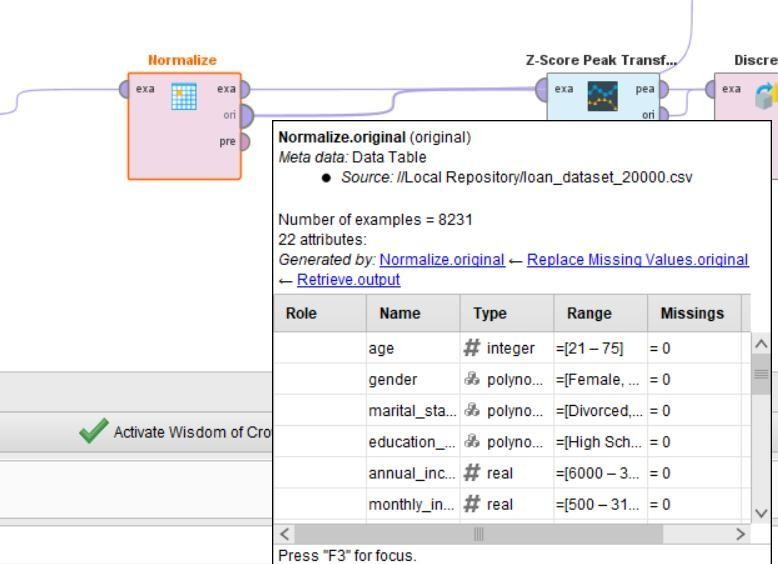 Normalize
Z-Score Peak Transf...
Discre
exa
exa
exa
pea
exa
ori
ori
pre
Normalize.original (original)
Meta data: Data Table
● Source: //Local Repository/loan_dataset_20000.csv
Number of examples = 8231
22 attributes:
Generated by: Normalize.original ← Replace Missing Values.original
← Retrieve.output
Role Name Type Range Missings
age # integer =[21 – 75] = 0
gender polyno... =[Female, ... = 0
marital_sta... polyno... =[Divorced,... = 0
education_... polyno... =[High Sch... = 0
annual_inc... # real =[6000 – 3... = 0
monthly_in... # real =[500 – 31... = 0
Activate Wisdom of Cro
Press "F3" for focus.